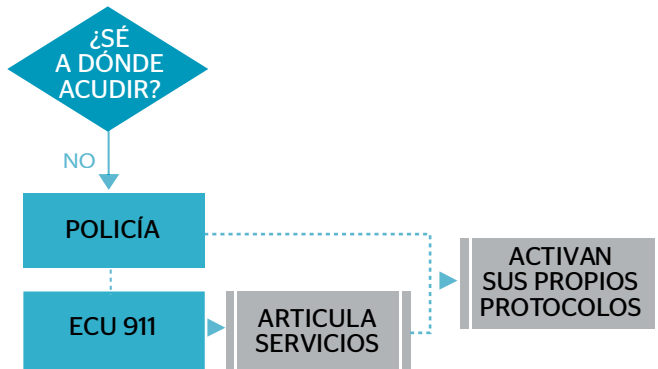 ¿SÉ
A DÓNDE
ACUDIR?
NO
POLICÍA
ECU 911
ARTICULA
SERVICIOS
ACTIVAN
SUS PROPIOS
PROTOCOLOS